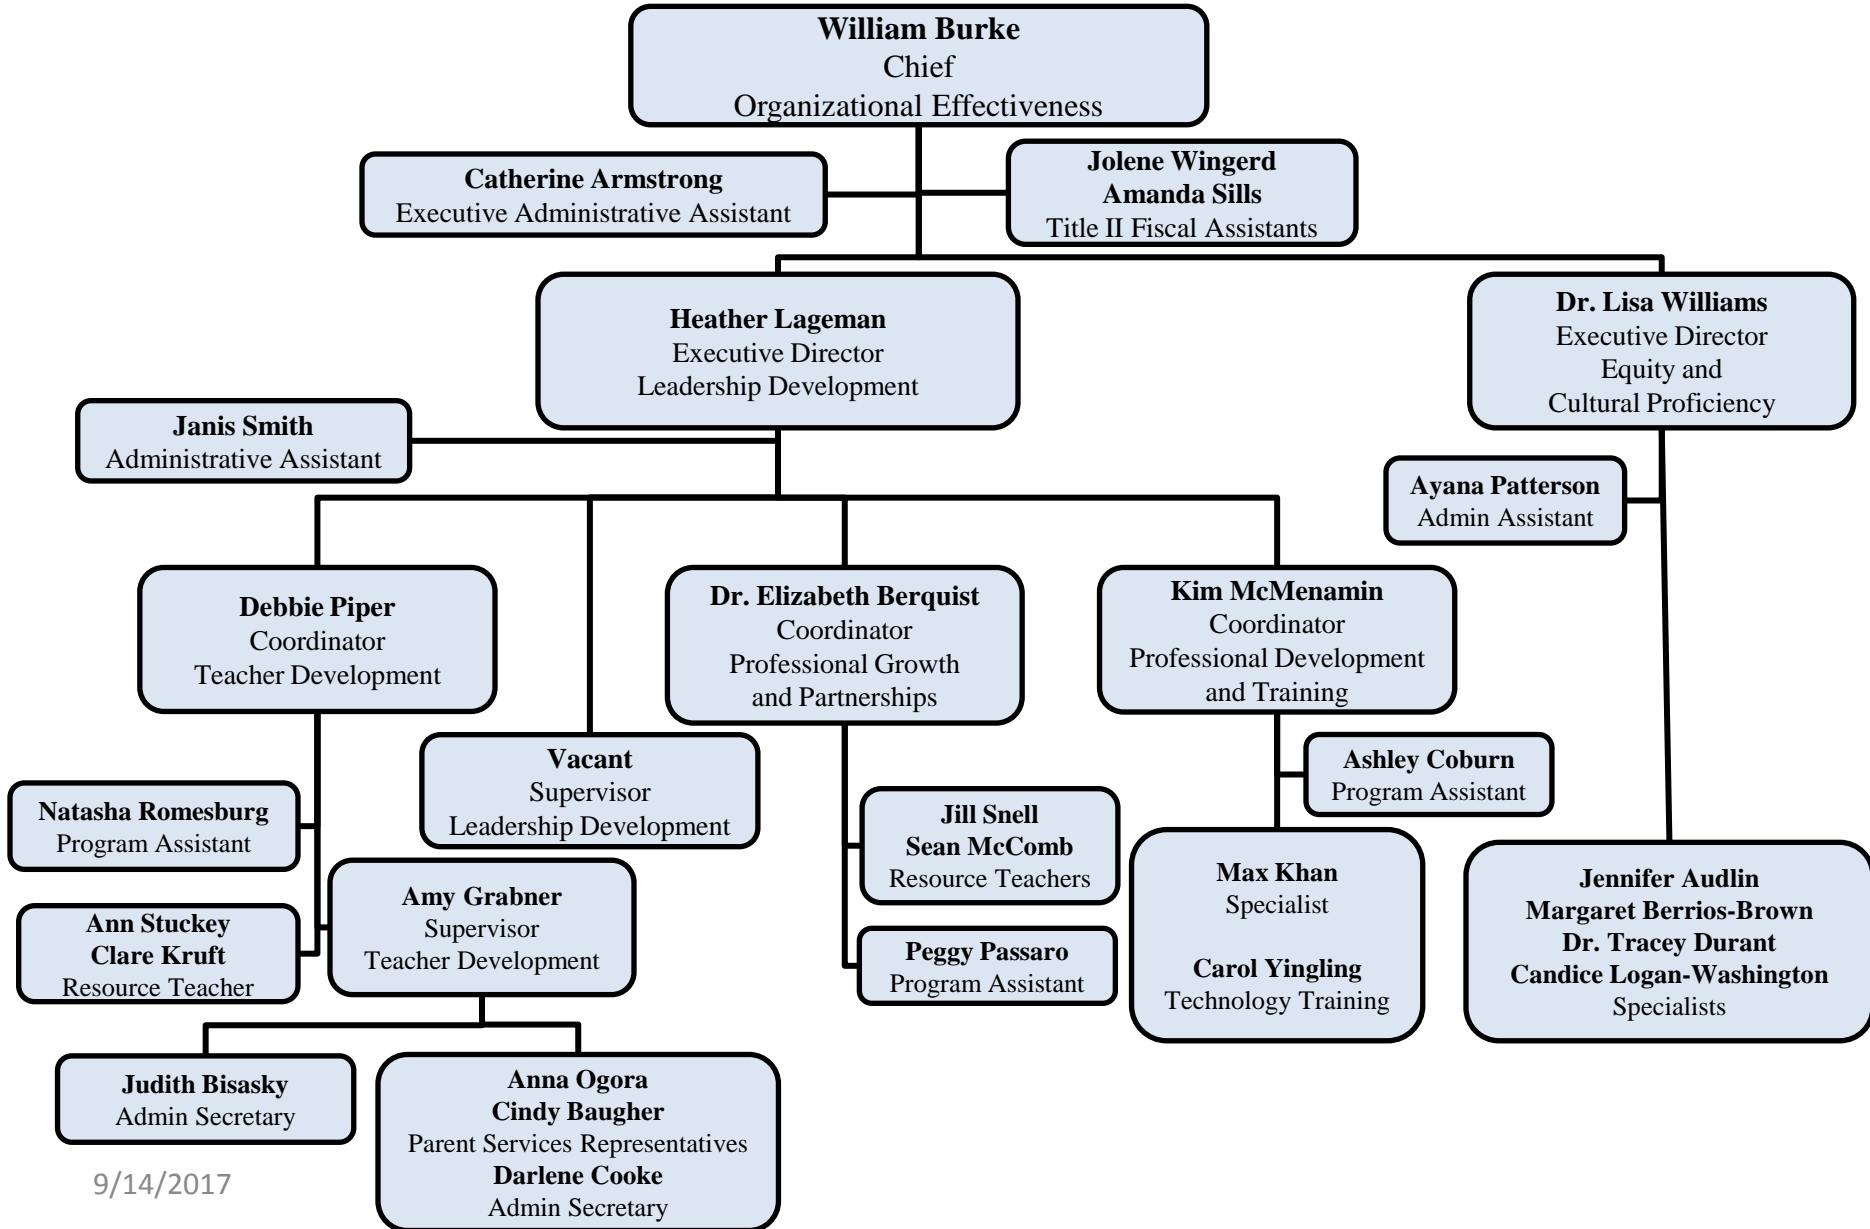 William Burke
Chief
Organizational Effectiveness
Catherine Armstrong
Executive Administrative Assistant
Jolene Wingerd
Amanda Sills
Title II Fiscal Assistants
Heather Lageman
Executive Director
Leadership Development
Dr. Lisa Williams
Executive Director
Equity and
Cultural Proficiency
Janis Smith
Administrative Assistant
Ayana Patterson
Admin Assistant
Debbie Piper
Coordinator
Teacher Development
Dr. Elizabeth Berquist
Coordinator
Professional Growth
and Partnerships
Kim McMenamin
Coordinator
Professional Development
and Training
Vacant
Supervisor
Leadership Development
Ashley Coburn
Program Assistant
Natasha Romesburg
Program Assistant
Jill Snell
Sean McComb
Resource Teachers
Max Khan
Specialist
Carol Yingling
Technology Training
Jennifer Audlin
Margaret Berrios-Brown
Dr. Tracey Durant
Candice Logan-Washington
Specialists
Ann Stuckey
Clare Kruft
Resource Teacher
Amy Grabner
Supervisor
Teacher Development
Peggy Passaro
Program Assistant
Judith Bisasky
Admin Secretary
Anna Ogora
Cindy Baugher
Parent Services Representatives
Darlene Cooke
Admin Secretary
9/14/2017